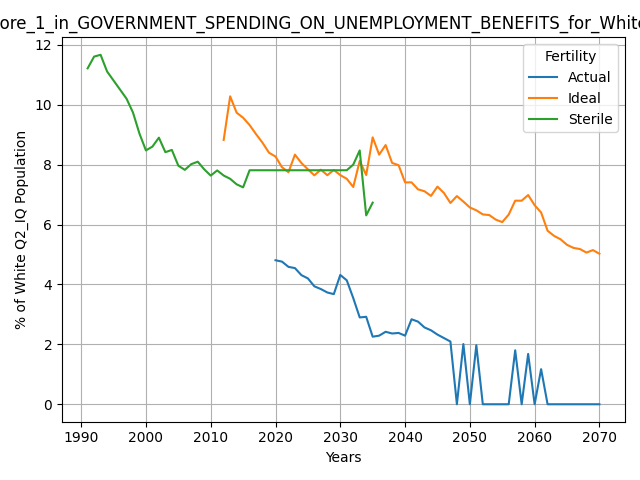 ore_1_in_GOVERNMENT_SPENDING_ON_UNEMPLOYMENT_BENEFITS_for_White
12
10
8
6
4
2
0
% of White Q2_IQ Population
Fertility
Actual
Ideal
Sterile
1990 2000 2010 2020 2030 2040 2050 2060 2070
Years